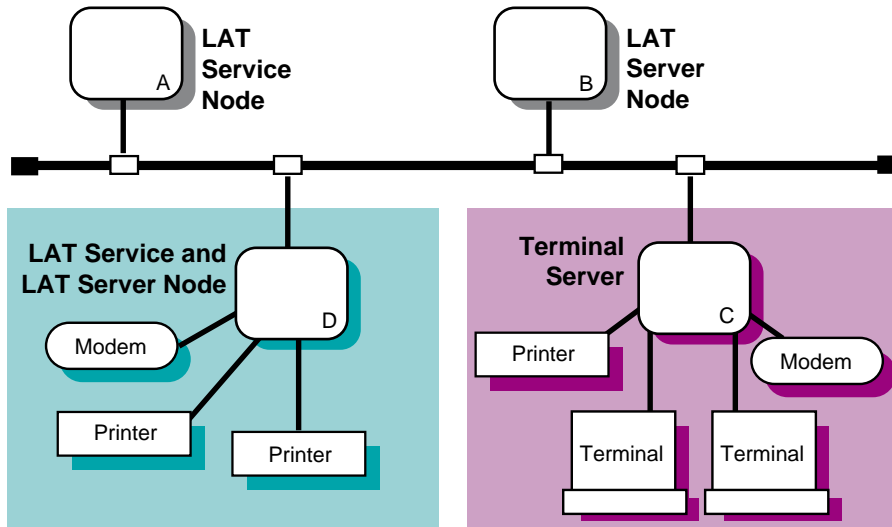 LAT
Service
Node
A
LAT
Server
Node
B
LAT Service and
LAT Server Node
D
Modem
Printer
Printer
Terminal
Server
C
Printer
Modem
Terminal
Terminal